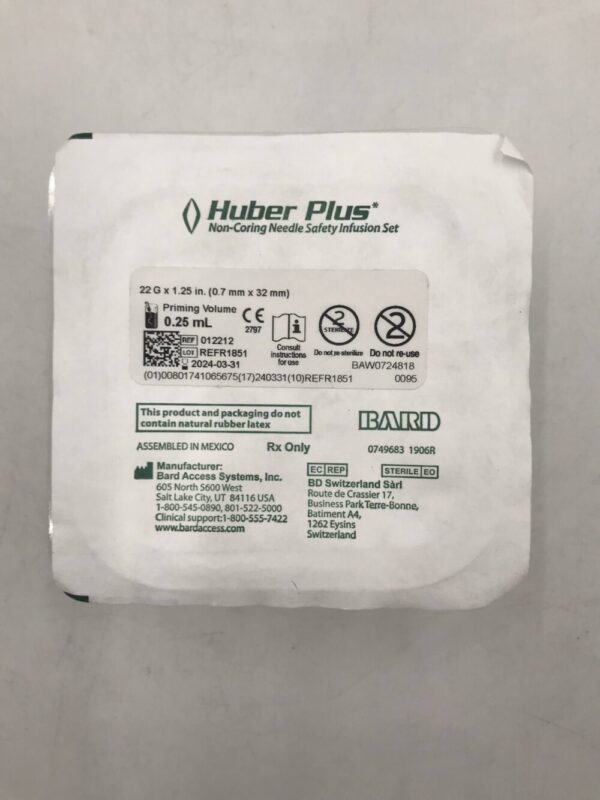 Huber Plus*
Non-Coring Needle Safety Infusion Set
22 G x 1.25 in. (0.7 mm x 32 mm)
Priming Volume
0.25 mL
CE
2797
REF 012212
LOT REFR1851
2024-03-31
Consult
instructions
for use
2
STERILIZE
Do not re-sterilize
2
Do not re-use
BAW0724818
(01)00801741065675(17)240331(10)REFR1851
0095
This product and packaging do not
contain natural rubber latex
BARD
ASSEMBLED IN MEXICO
Rx Only
0749683 1906R
Manufacturer:
Bard Access Systems, Inc.
605 North 5600 West
Salt Lake City, UT 84116 USA
1-800-545-0890, 801-522-5000
Clinical support:1-800-555-7422
www.bardaccess.com
EC REP
STERILE EO
BD Switzerland Sàrl
Route de Crassier 17,
Business Park Terre-Bonne,
Batiment A4,
1262 Eysins
Switzerland